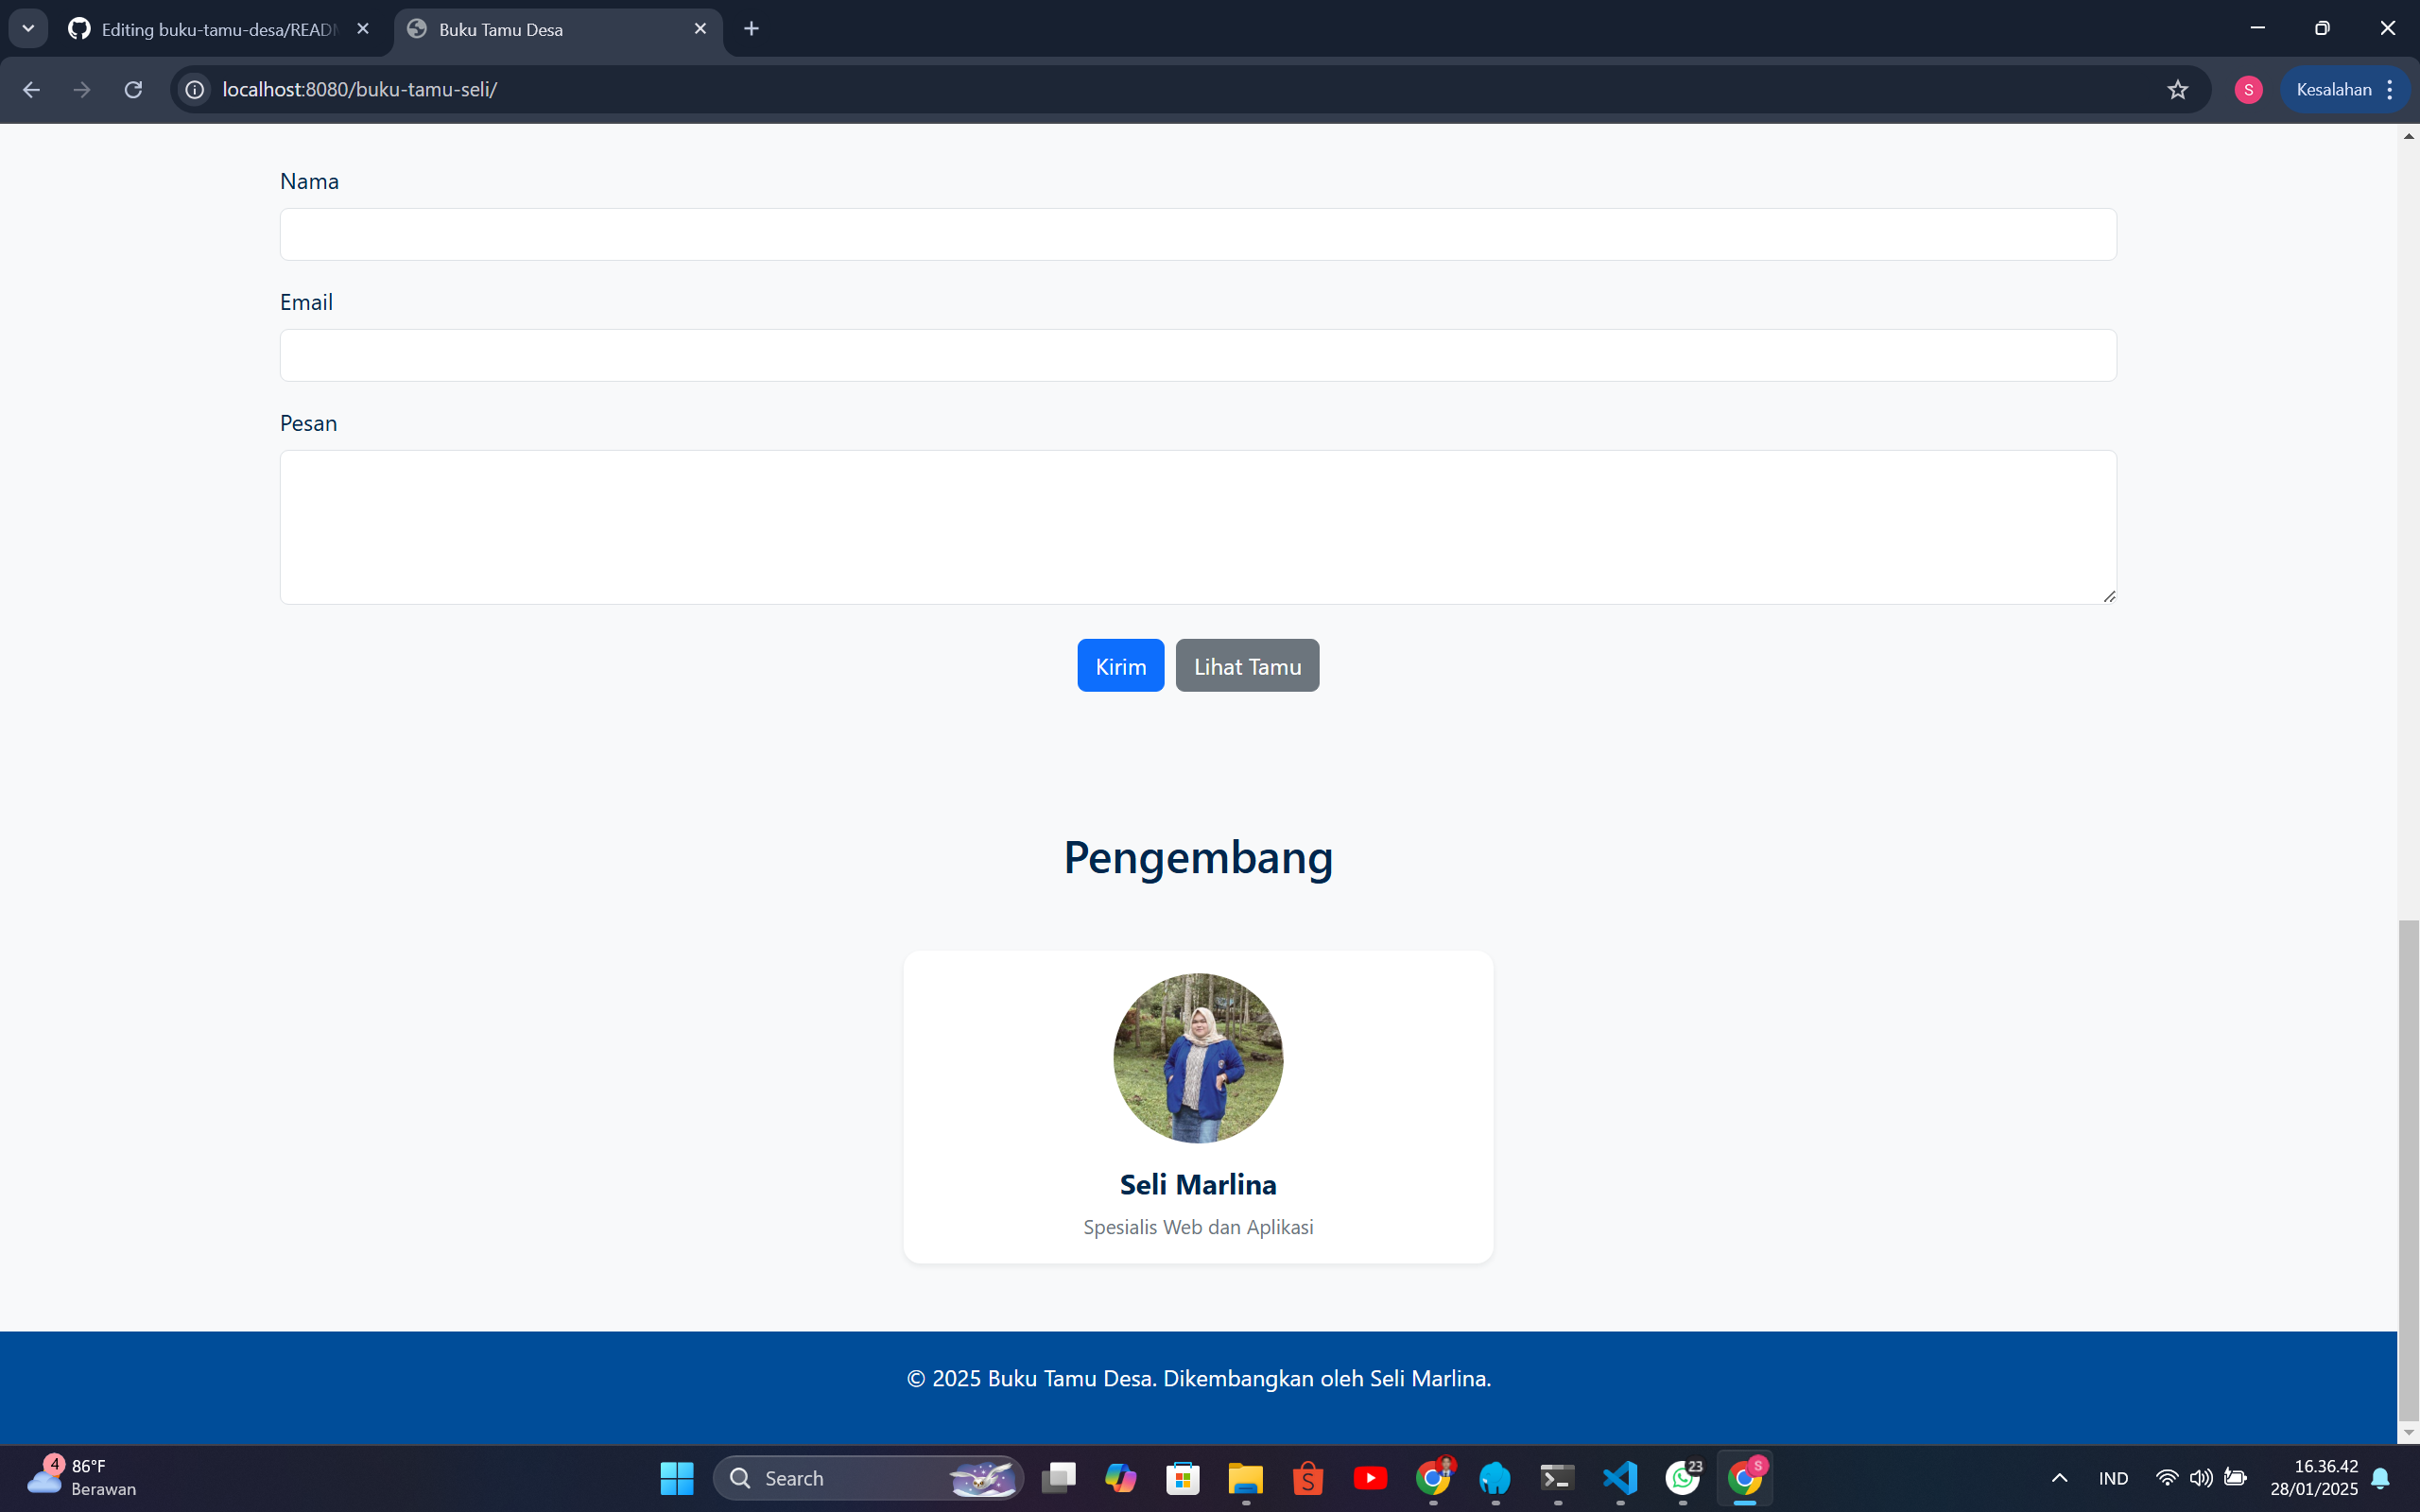 Editing buku-tamu-desa/READ
Buku Tamu Desa
localhost:8080/buku-tamu-seli/
S
Kesalahan
Nama
Email
Pesan
Kirim
Lihat Tamu
Pengembang
Seli Marlina
Spesialis Web dan Aplikasi
© 2025 Buku Tamu Desa. Dikembangkan oleh Seli Marlina.
4
86°F
Berawan
Search
23
S
IND
16.36.42
28/01/2025